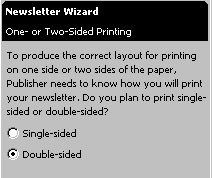 Newsletter Wizard
One- or Two-Sided Printing
To produce the correct layout for printing
on one side or two sides of the paper,
Publisher needs to know how you will print
your newsletter. Do you plan to print single-
sided or double-sided?
Single-sided
Double-sided